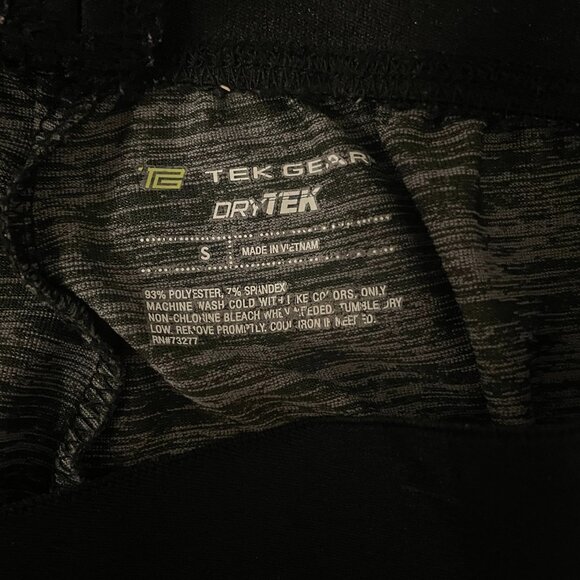 TEK GEAR
DRYTEK
S MADE IN VIETNAM
93% POLYESTER, 7% SPANDEX
MACHINE WASH COLD WITH LIKE COLORS, ONLY
NON-CHLORINE BLEACH WHEN NEEDED, TUMBLE DRY
LOW, REMOVE PROMPTLY, COOL IRON IF NEEDED.
RN#73277